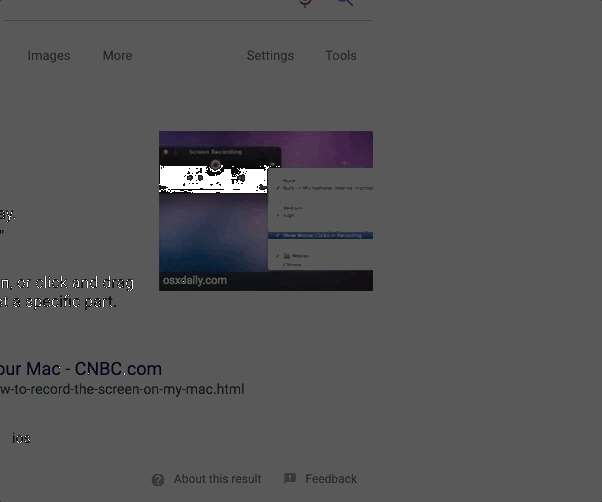 Images More Settings Tools
Screen Recording
Show Mouse Clicks in Recording
osxdaily.com
n, or click and drag
a specific part.
our Mac - CNBC.com
w-to-record-the-screen-on-my-mac.html
ios
About this result Feedback